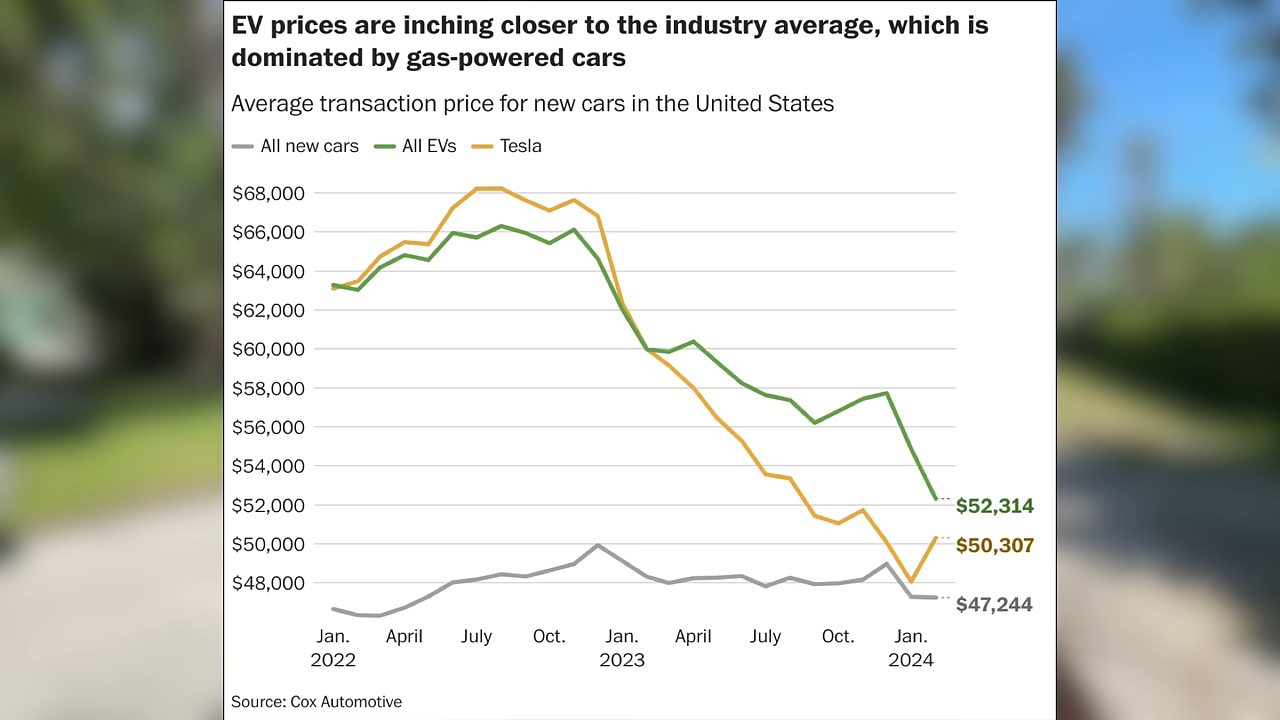 EV prices are inching closer to the industry average, which is
dominated by gas-powered cars
Average transaction price for new cars in the United States
All new cars All EVs Tesla
$68,000
$66,000
$64,000
$62,000
$60,000
$58,000
$56,000
$54,000
$52,000
$50,000
$48,000
$52,314
$50,307
$47,244
Jan. April July Oct. Jan. April July Oct. Jan.
2022 2023 2024
Source: Cox Automotive